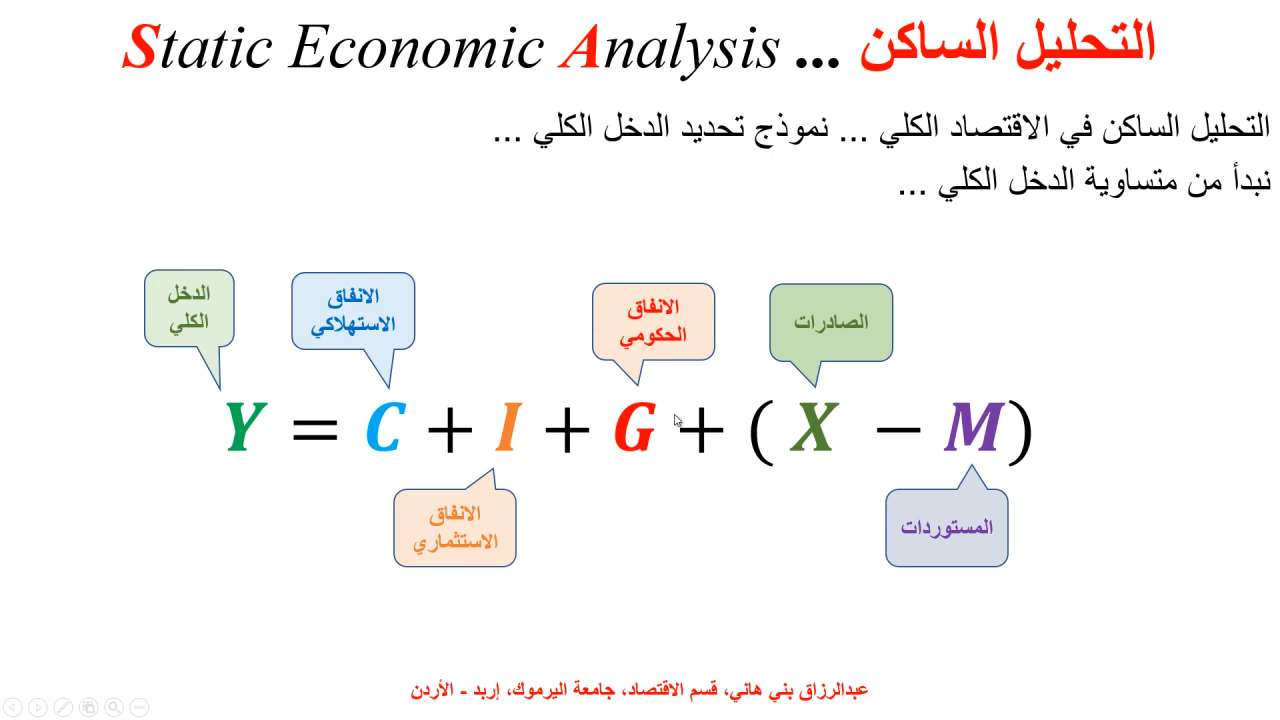 Static Economic Analysis ... التحليل الساكن
التحليل الساكن في الاقتصاد الكلي ... نموذج تحديد الدخل الكلي ...
نبدأ من متساوية الدخل الكلي ...
الدخل
الكلي
الانفاق
الاستهلاكي
الانفاق
الحكومي
الصادرات
Y = C + I + G + ( X − M)
الانفاق
الاستثماري
المستوردات
عبدالرزاق بني هاني، قسم الاقتصاد، جامعة اليرموك، إربد - الأردن